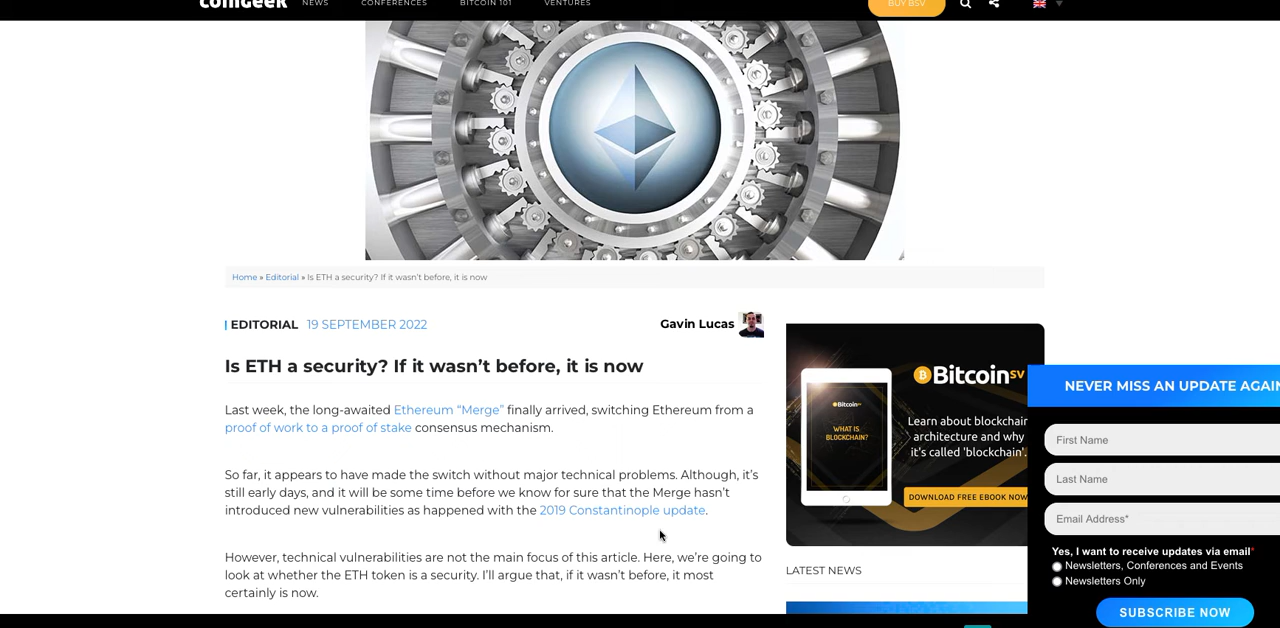 CoinGeek NEWS CONFERENCES BITCOIN 101 VENTURES BUY BSV
Home » Editorial » Is ETH a security? If it wasn't before, it is now
EDITORIAL 19 SEPTEMBER 2022 Gavin Lucas
Is ETH a security? If it wasn't before, it is now
Last week, the long-awaited Ethereum “Merge” finally arrived, switching Ethereum from a
proof of work to a proof of stake consensus mechanism.
So far, it appears to have made the switch without major technical problems. Although, it's
still early days, and it will be some time before we know for sure that the Merge hasn't
introduced new vulnerabilities as happened with the 2019 Constantinople update.
However, technical vulnerabilities are not the main focus of this article. Here, we're going to
look at whether the ETH token is a security. I'll argue that, if it wasn't before, it most
certainly is now.
BitcoinSV
Learn about blockchain
architecture and why
it's called 'blockchain'.
BitcoinSV
WHAT IS
BLOCKCHAIN?
DOWNLOAD FREE EBOOK NOW
LATEST NEWS
NEVER MISS AN UPDATE AGAIN
First Name
Last Name
Email Address*
Yes, I want to receive updates via email*
Newsletters, Conferences and Events
Newsletters Only
SUBSCRIBE NOW